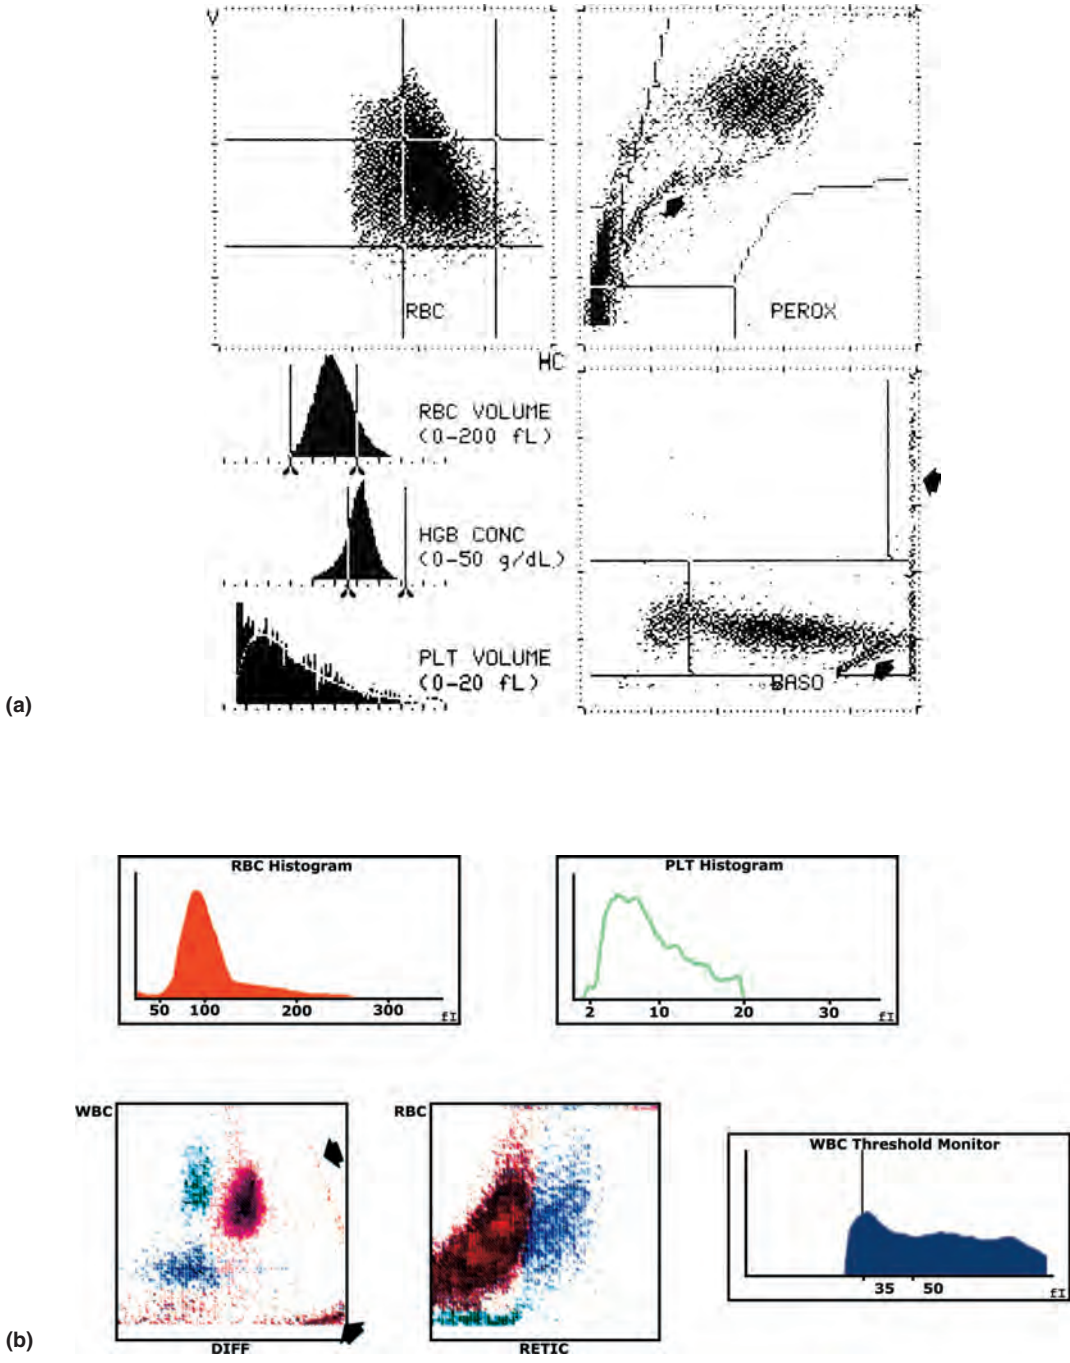 V
RBC
HC
PEROX
RBC VOLUME
(0-200 fL)
HGB CONC
(0-50 g/dL)
PLT VOLUME
(0-20 fL)
BASO
(a)
RBC Histogram
50 100 200 300 fl
PLT Histogram
2 10 20 30 fl
WBC
DIFF
RBC
RETIC
WBC Threshold Monitor
35 50 fl
(b)